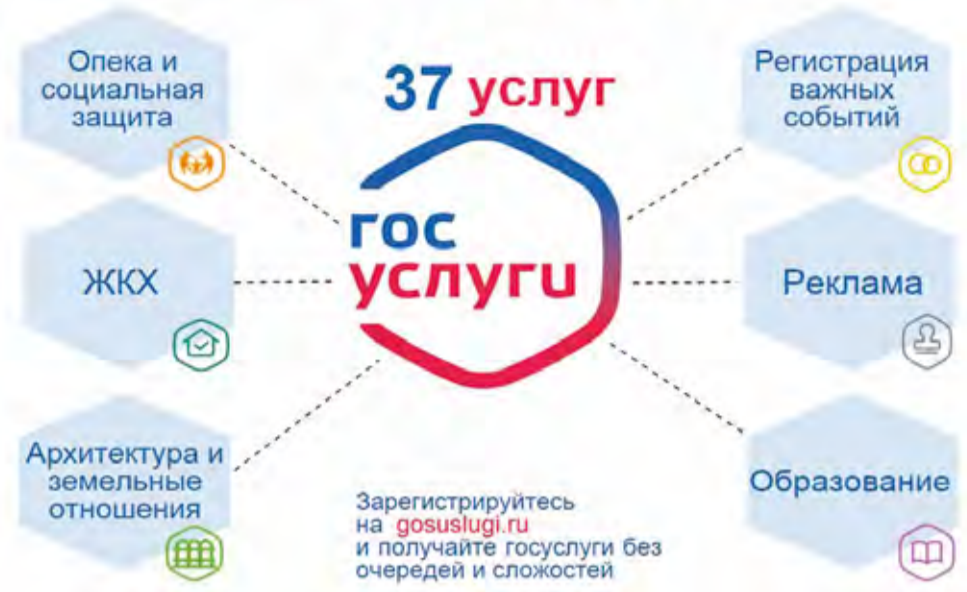 37 услуг
гос
услуги
Опека и
социальная
защита
ЖКХ
Архитектура и
земельные
отношения
Регистрация
важных
событий
Реклама
Образование
Зарегистрируйтесь
на gosuslugi.ru
и получайте госуслуги без
очередей и сложностей